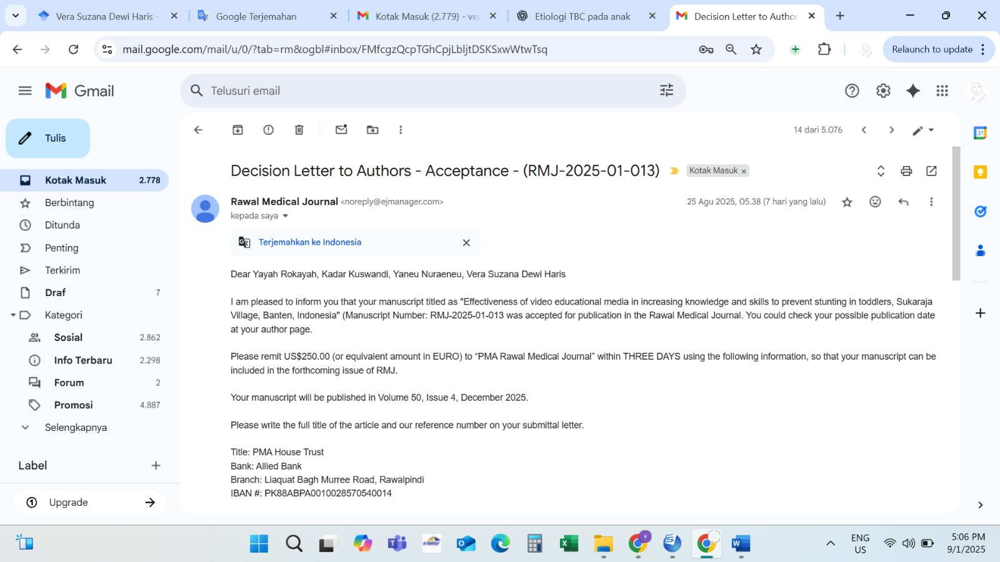 Vera Suzana Dewi Haris -
Google Terjemahan
Kotak Masuk (2.779) - ve
Etiologi TBC pada anak
Decision Letter to Author
mail.google.com/mail/u/0/?tab=rm&ogbl#inbox/FMfcgzQcpTGhCpjLbljtDSKSxwWtwTsq
Relaunch to update
Gmail
Telusuri email
Tulis
14 dari 5.076
Kotak Masuk 2.778
Berbintang
Ditunda
Penting
Terkirim
Draf 7
Kategori
Sosial 2.862
Info Terbaru 2.298
Forum 2
Promosi 4.887
Selengkapnya
Label
Upgrade
Decision Letter to Authors - Acceptance - (RMJ-2025-01-013) Kotak Masuk x
Rawal Medical Journal <noreply@ejmanager.com> 25 Agu 2025, 05.38 (7 hari yang lalu)
kepada saya
Terjemahkan ke Indonesia
Dear Yayah Rokayah, Kadar Kuswandi, Yaneu Nuraeneu, Vera Suzana Dewi Haris
I am pleased to inform you that your manuscript titled as "Effectiveness of video educational media in increasing knowledge and skills to prevent stunting in toddlers, Sukaraja
Village, Banten, Indonesia" (Manuscript Number: RMJ-2025-01-013 was accepted for publication in the Rawal Medical Journal. You could check your possible publication date
at your author page.
Please remit US$250.00 (or equivalent amount in EURO) to “PMA Rawal Medical Journal” within THREE DAYS using the following information, so that your manuscript can be
included in the forthcoming issue of RMJ.
Your manuscript will be published in Volume 50, Issue 4, December 2025.
Please write the full title of the article and our reference number on your submittal letter.
Title: PMA House Trust
Bank: Allied Bank
Branch: Liaquat Bagh Murree Road, Rawalpindi
IBAN #: PK88ABPA0010028570540014
31
ENG
US
5:06 PM
9/1/2025